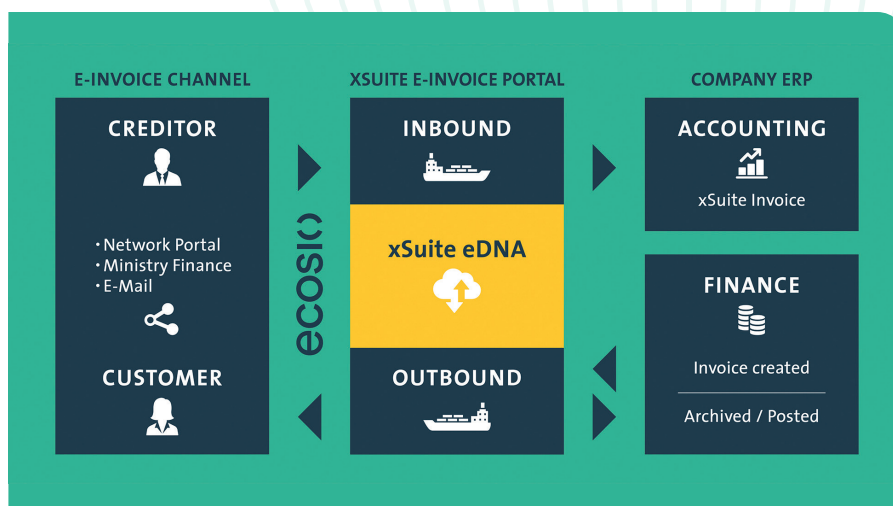 E-INVOICE CHANNEL
XSUITE E-INVOICE PORTAL
COMPANY ERP
CREDITOR
• Network Portal
• Ministry Finance
• E-Mail
CUSTOMER
ecosio
INBOUND
xSuite eDNA
OUTBOUND
ACCOUNTING
xSuite Invoice
FINANCE
Invoice created
Archived / Posted